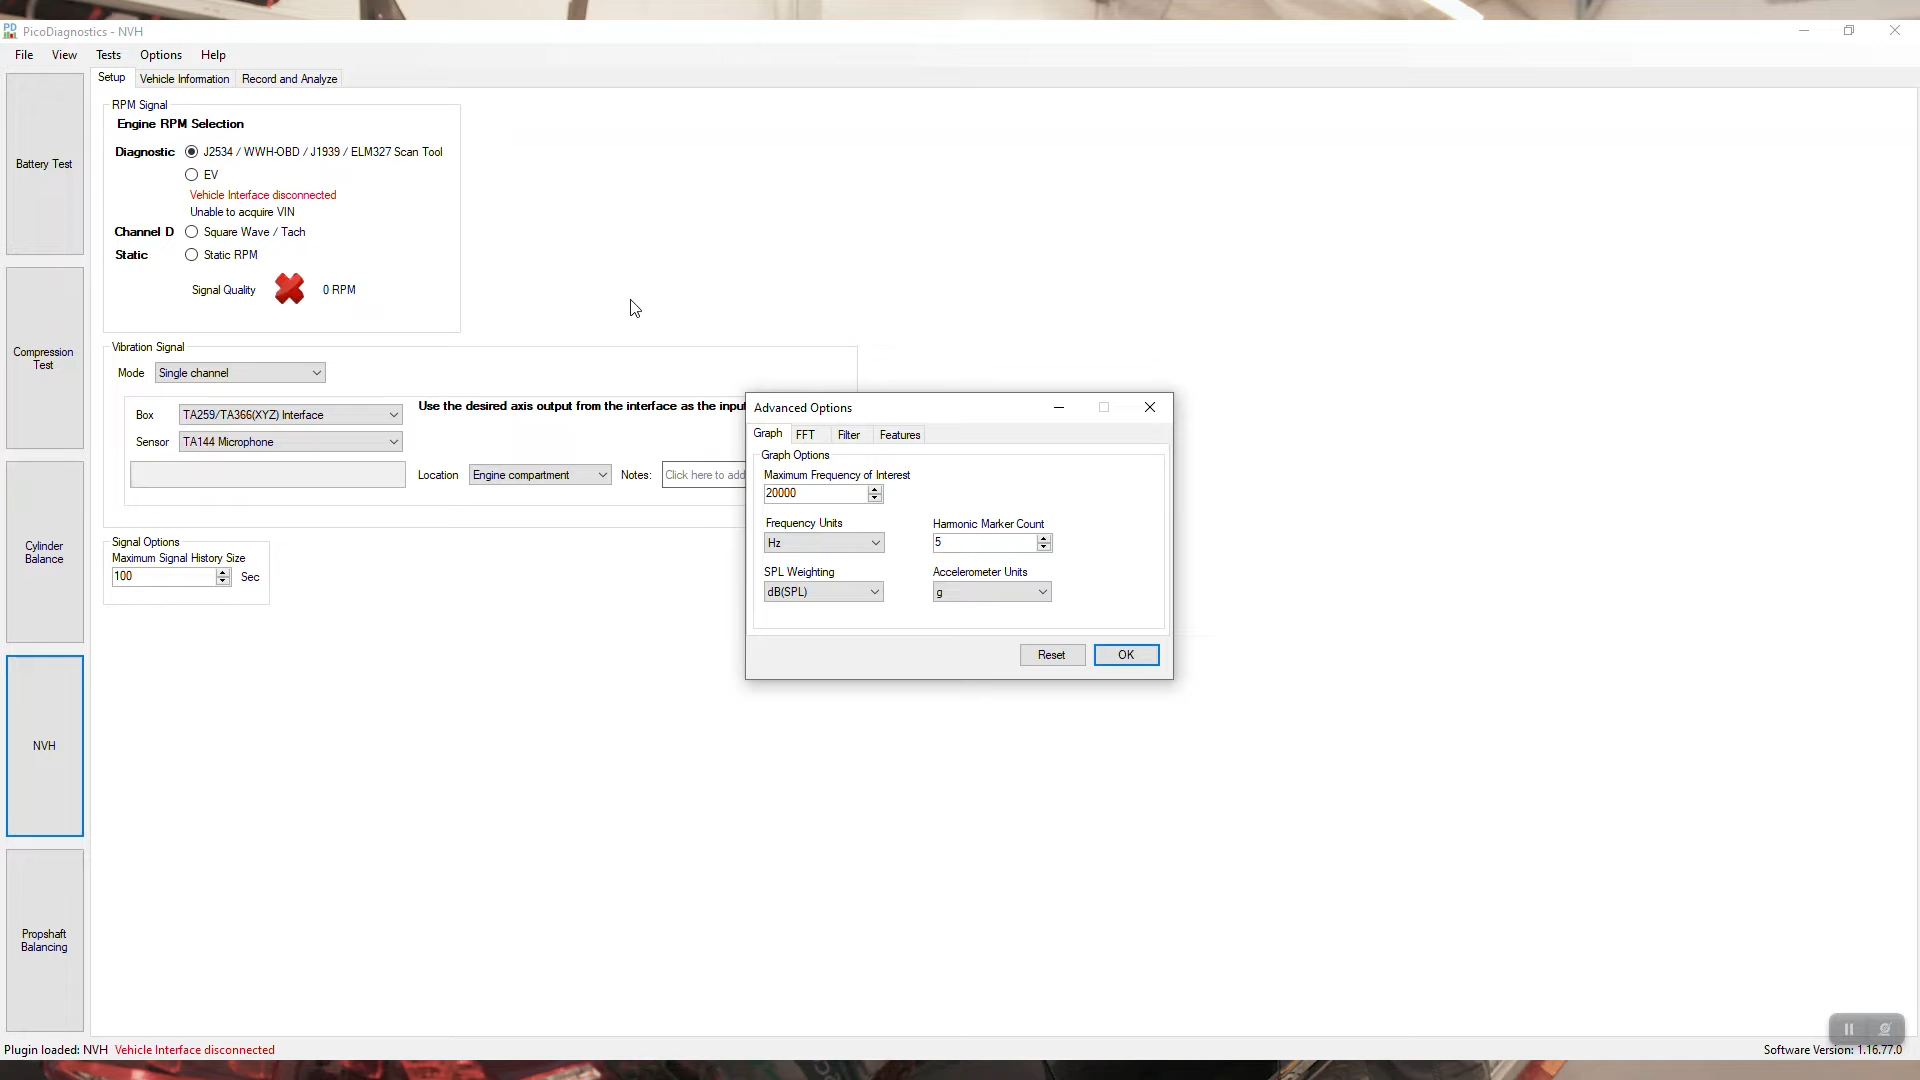 PicoDiagnostics - NVH
File View Tests Options Help
Setup Vehicle Information Record and Analyze
Battery Test
Compression
Test
Cylinder
Balance
NVH
Propshaft
Balancing
RPM Signal
Engine RPM Selection
Diagnostic J2534 / WWH-OBD / J1939 / ELM327 Scan Tool
EV
Vehicle Interface disconnected
Unable to acquire VIN
Channel D Square Wave / Tach
Static Static RPM
Signal Quality 0 RPM
Vibration Signal
Mode Single channel
Box TA259/TA366(XYZ) Interface
Use the desired axis output from the interface as the input
Sensor TA144 Microphone
Location Engine compartment Notes: Click here to add
Signal Options
Maximum Signal History Size
100 Sec
Advanced Options
Graph FFT Filter Features
Graph Options
Maximum Frequency of Interest
20000
Frequency Units Harmonic Marker Count
Hz 5
SPL Weighting Accelerometer Units
dB(SPL) g
Reset OK
Plugin loaded: NVH Vehicle Interface disconnected
Software Version: 1.16.77.0